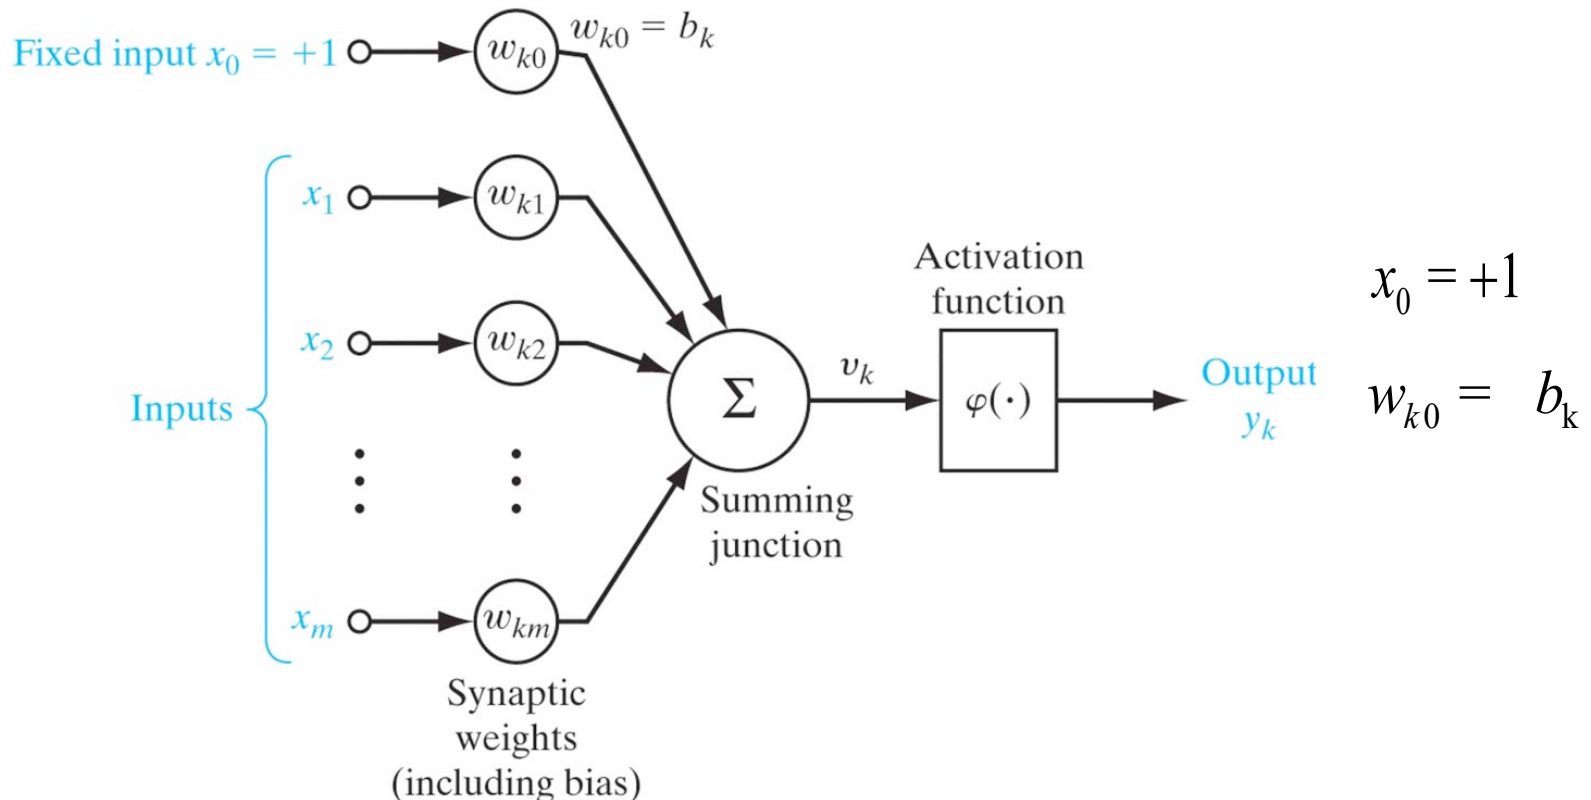 Fixed input x₀ = +1
wₖ₀
wₖ₀ = bₖ
x₁
wₖ₁
x₂
wₖ₂
Inputs
⋮
⋮
xₘ
wₖₘ
Synaptic
weights
(including bias)
Σ
Summing
junction
vₖ
Activation
function
φ(·)
Output
yₖ
x₀ = +1
wₖ₀ = bₖ